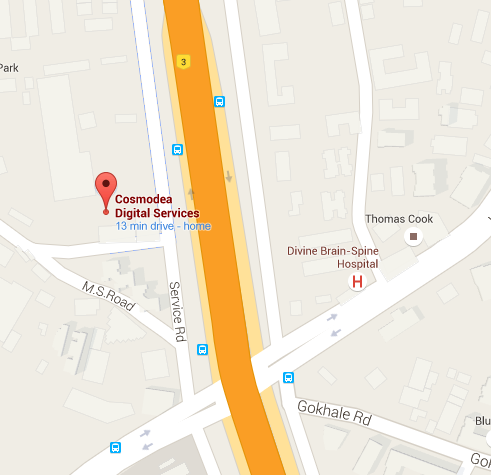 Park
3
Cosmodea
Digital Services
13 min drive - home
Thomas Cook
Divine Brain-Spine
Hospital
H
M.S.Road
Service Rd
Gokhale Rd
Blu
Go